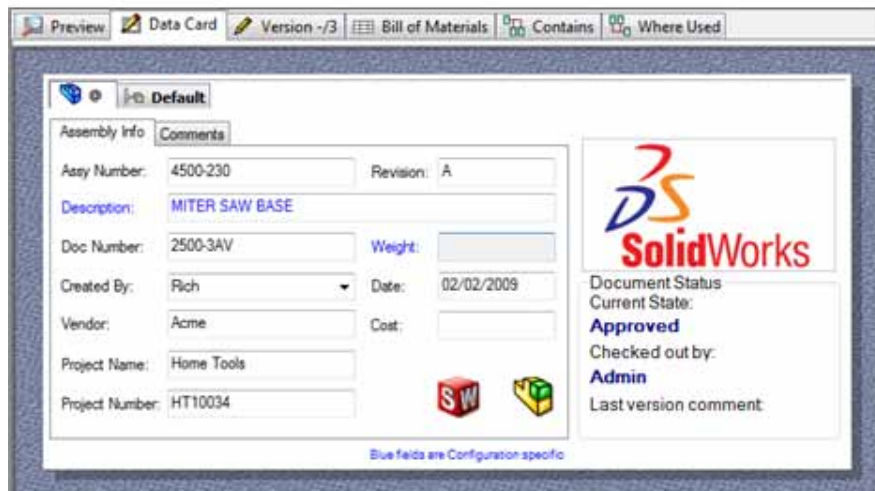 Preview Data Card Version -/3 Bill of Materials Contains Where Used
@ Default
Assembly Info Comments
Assy Number: 4500-230 Revision: A
Description: MITER SAW BASE
Doc Number: 2500-3AV Weight:
Created By: Rich Date: 02/02/2009
Vendor: Acme Cost:
Project Name: Home Tools
Project Number: HT10034
SW
Blue fields are Configuration specific
DS
SolidWorks
Document Status
Current State:
Approved
Checked out by:
Admin
Last version comment: